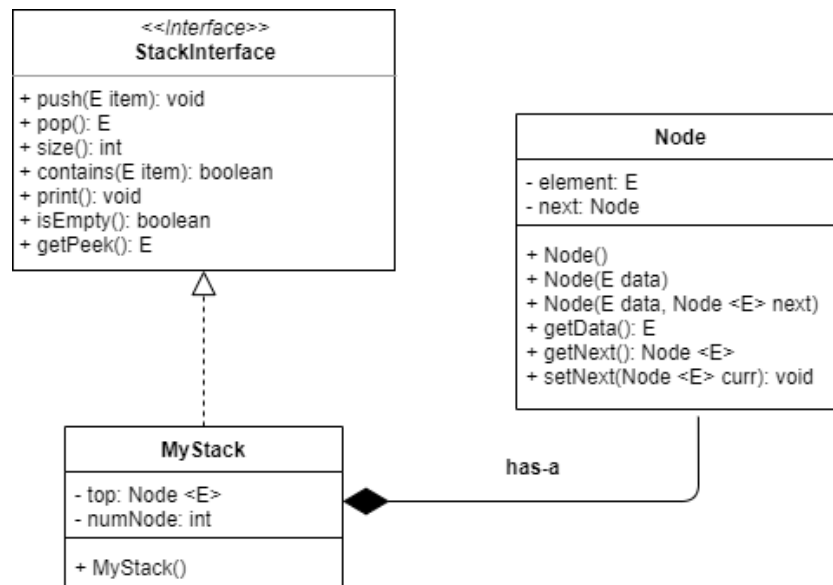 <<Interface>>
StackInterface
+ push(E item): void
+ pop(): E
+ size(): int
+ contains(E item): boolean
+ print(): void
+ isEmpty(): boolean
+ getPeek(): E
Node
- element: E
- next: Node
+ Node()
+ Node(E data)
+ Node(E data, Node <E> next)
+ getData(): E
+ getNext(): Node <E>
+ setNext(Node <E> curr): void
MyStack
- top: Node <E>
- numNode: int
+ MyStack()
has-a